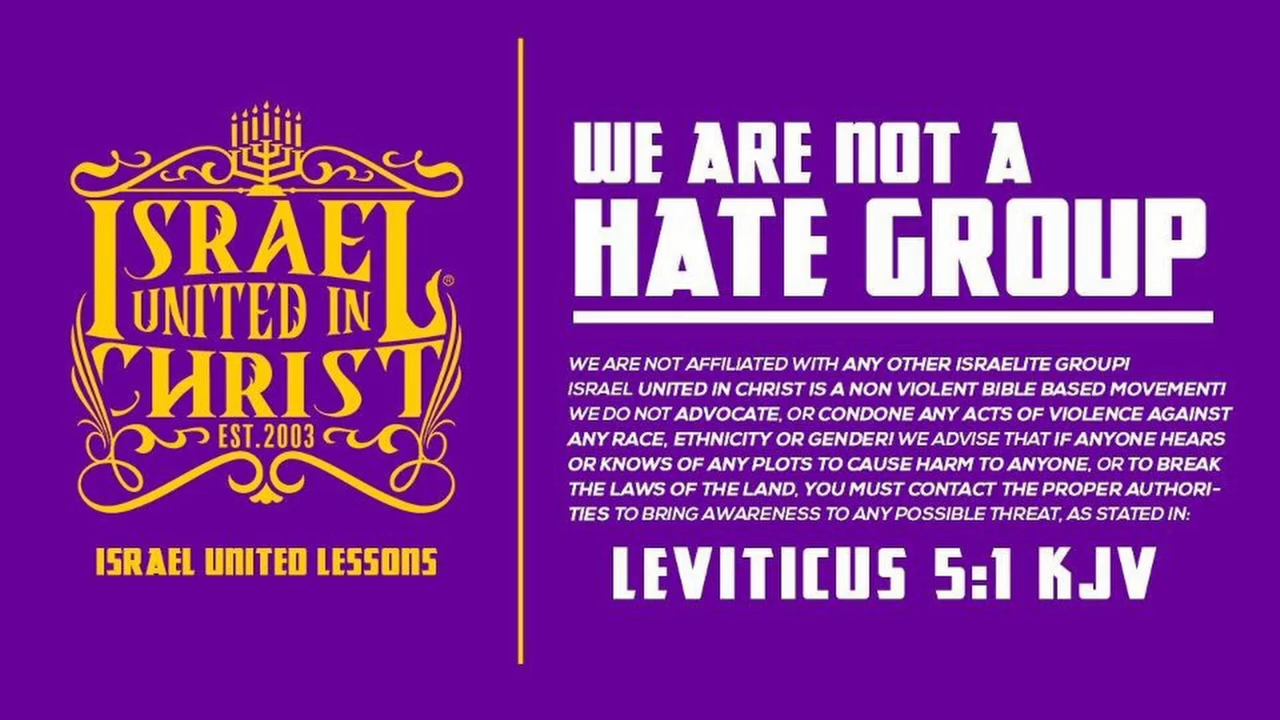 ISRAEL
UNITED IN
CHRIST
EST.2003
®
ISRAEL UNITED LESSONS
WE ARE NOT A
HATE GROUP
WE ARE NOT AFFILIATED WITH ANY OTHER ISRAELITE GROUP!
ISRAEL UNITED IN CHRIST IS A NON VIOLENT BIBLE BASED MOVEMENT!
WE DO NOT ADVOCATE, OR CONDONE ANY ACTS OF VIOLENCE AGAINST
ANY RACE, ETHNICITY OR GENDER! WE ADVISE THAT IF ANYONE HEARS
OR KNOWS OF ANY PLOTS TO CAUSE HARM TO ANYONE, OR TO BREAK
THE LAWS OF THE LAND, YOU MUST CONTACT THE PROPER AUTHORI-
TIES TO BRING AWARENESS TO ANY POSSIBLE THREAT, AS STATED IN:
LEVITICUS 5:1 KJV